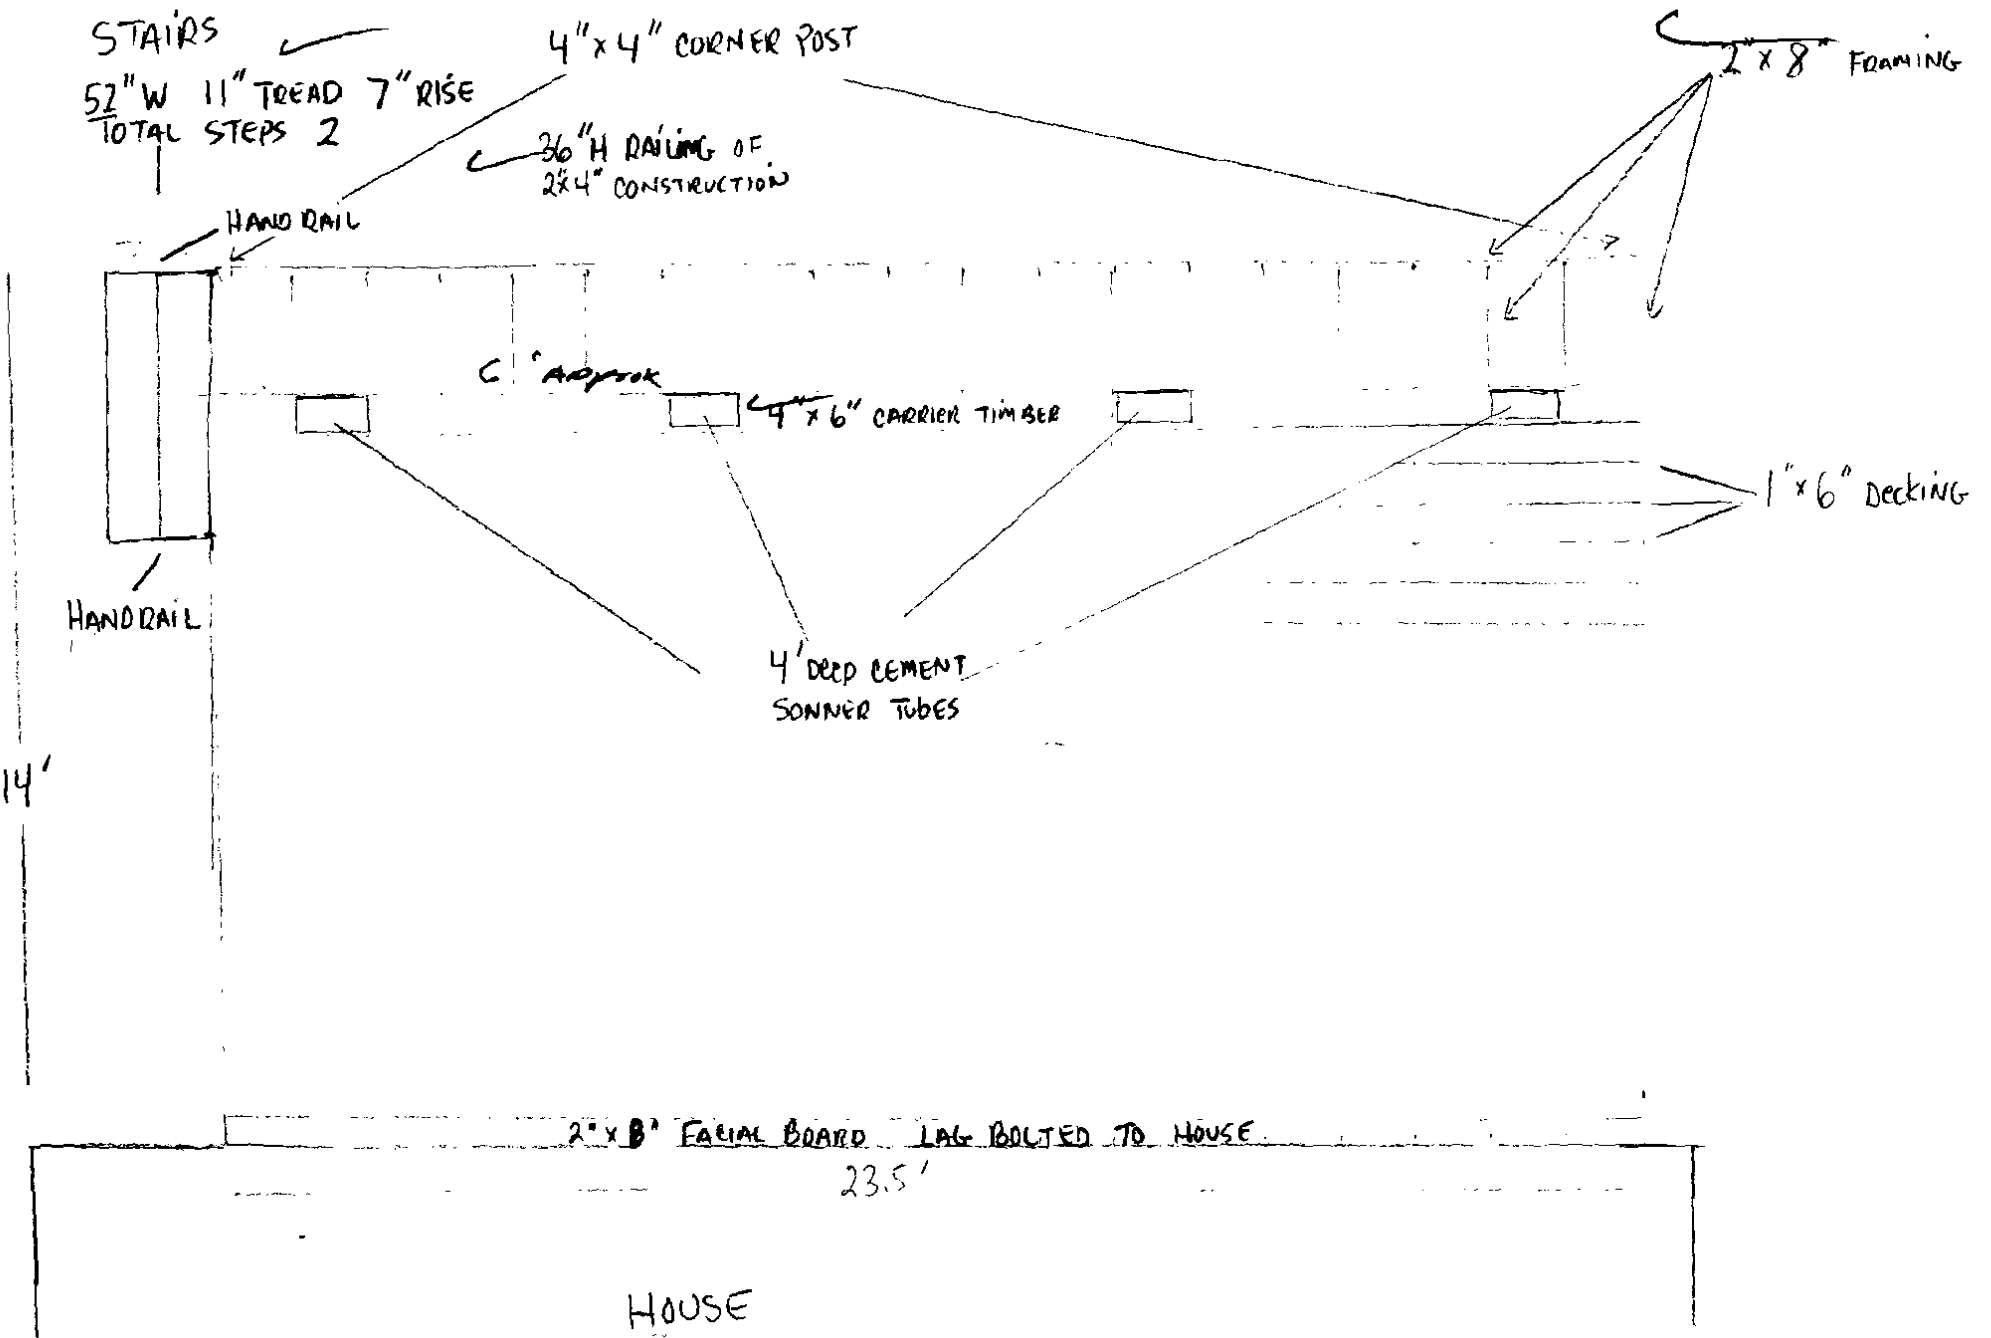 STAIRS
52"W 11" TREAD 7" RISE
TOTAL STEPS 2
4"x4" CORNER POST
2"x8" FRAMING
36"H RAILING OF
2"x4" CONSTRUCTION
HANDRAIL
4"x6" CARRIER TIMBER
1"x6" DECKING
HANDRAIL
4' DEEP CEMENT
SONNER TUBES
14'
2"x8" FACIAL BOARD LAG BOLTED TO HOUSE
23.5'
HOUSE